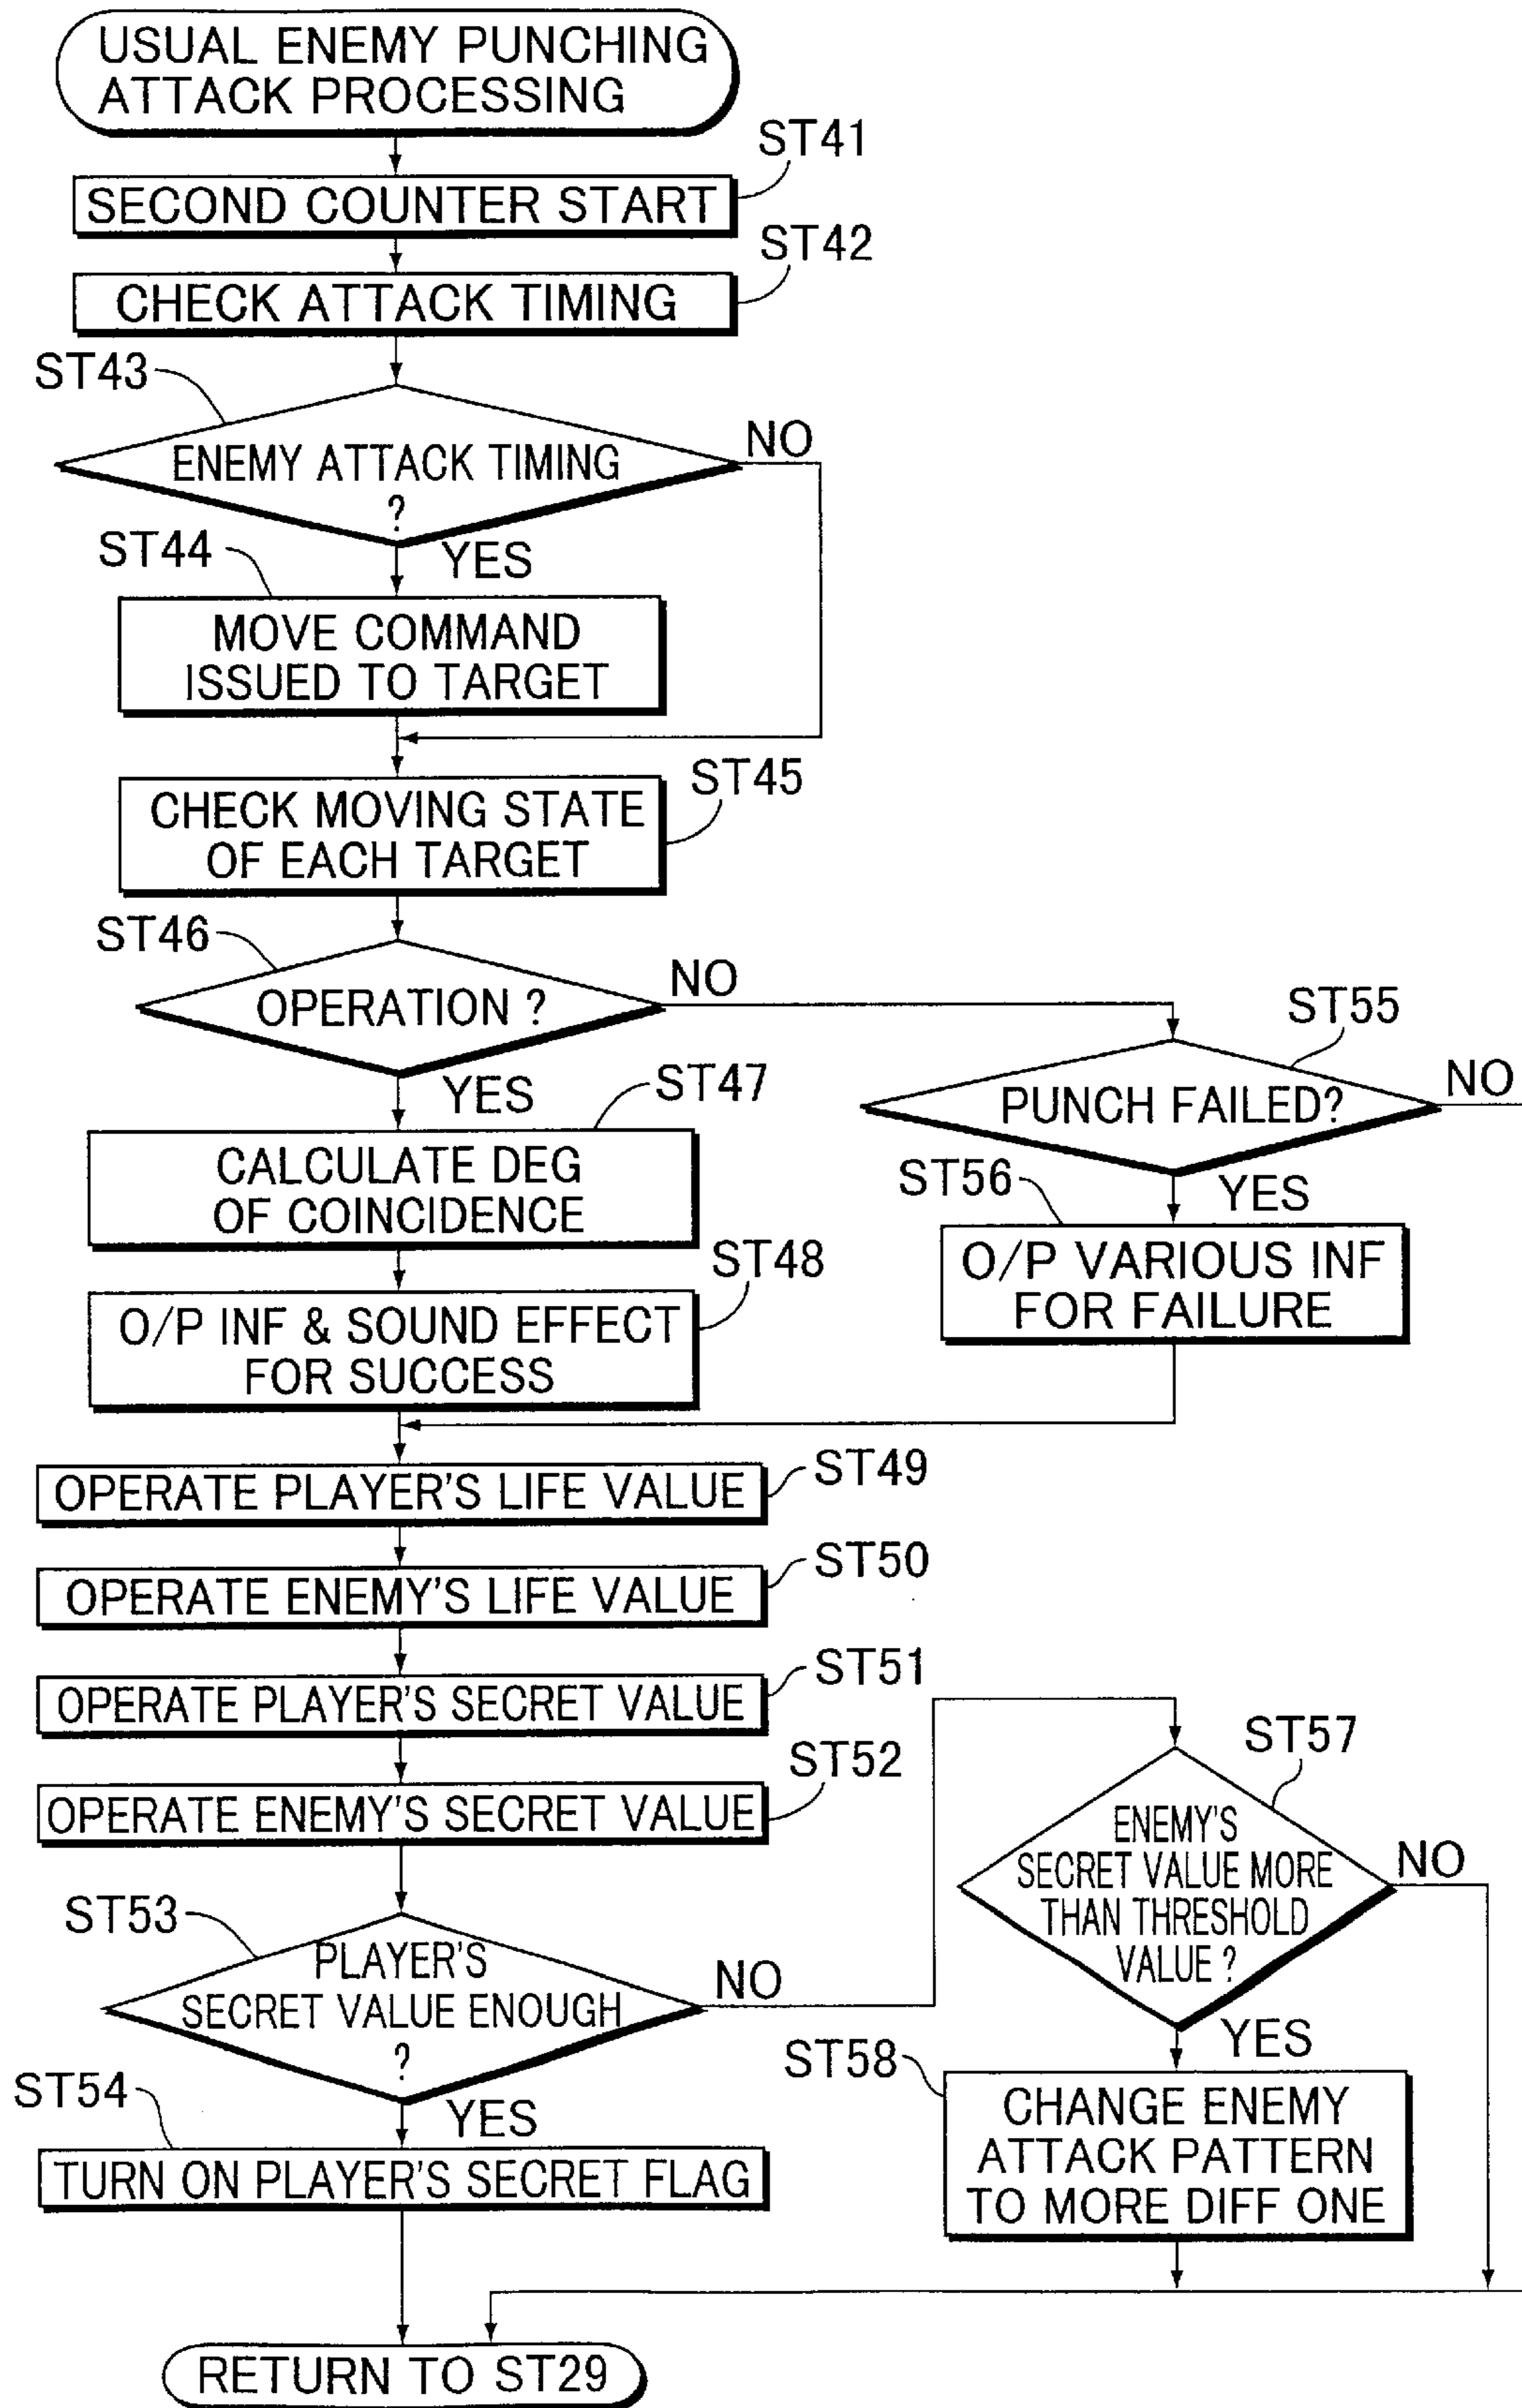 USUAL ENEMY PUNCHING
ATTACK PROCESSING
ST41
SECOND COUNTER START
ST42
CHECK ATTACK TIMING
ST43
ENEMY ATTACK TIMING
?
NO
YES
ST44
MOVE COMMAND
ISSUED TO TARGET
ST45
CHECK MOVING STATE
OF EACH TARGET
ST46
OPERATION ?
NO
YES
ST55
PUNCH FAILED?
NO
YES
ST47
CALCULATE DEG
OF COINCIDENCE
ST56
O/P VARIOUS INF
FOR FAILURE
ST48
O/P INF & SOUND EFFECT
FOR SUCCESS
ST49
OPERATE PLAYER'S LIFE VALUE
ST50
OPERATE ENEMY'S LIFE VALUE
ST51
OPERATE PLAYER'S SECRET VALUE
ST52
OPERATE ENEMY'S SECRET VALUE
ST53
PLAYER'S
SECRET VALUE ENOUGH
?
NO
YES
ST57
ENEMY'S
SECRET VALUE MORE
THAN THRESHOLD
VALUE ?
NO
YES
ST54
TURN ON PLAYER'S SECRET FLAG
ST58
CHANGE ENEMY
ATTACK PATTERN
TO MORE DIFF ONE
RETURN TO ST29